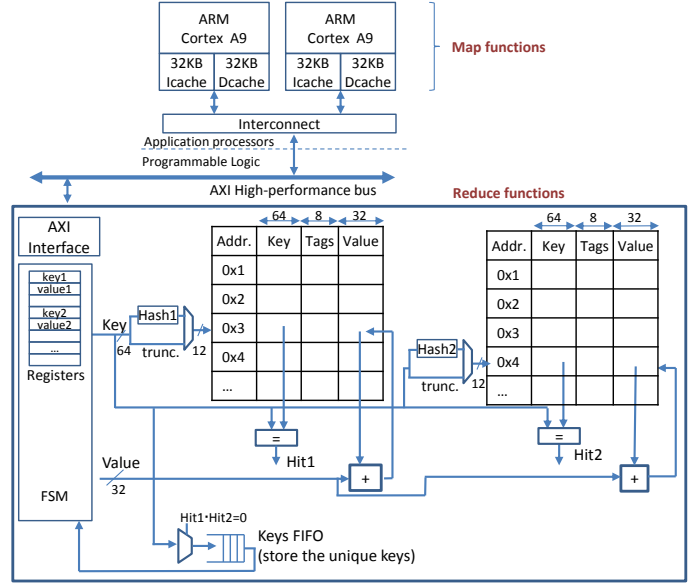 ARM
Cortex A9
32KB
Icache
32KB
Dcache
ARM
Cortex A9
32KB
Icache
32KB
Dcache
Map functions
Interconnect
Application processors
Programmable Logic
AXI High-performance bus
Reduce functions
AXI
Interface
key1
value1
key2
value2
...
Registers
FSM
Key
64
Hash1
trunc.
12
64
8
32
Addr. Key Tags Value
0x1
0x2
0x3
0x4
...
=
Hit1
+
Hash2
trunc.
12
64
8
32
Addr. Key Tags Value
0x1
0x2
0x3
0x4
...
=
Hit2
+
Value
32
Hit1·Hit2=0
Keys FIFO
(store the unique keys)